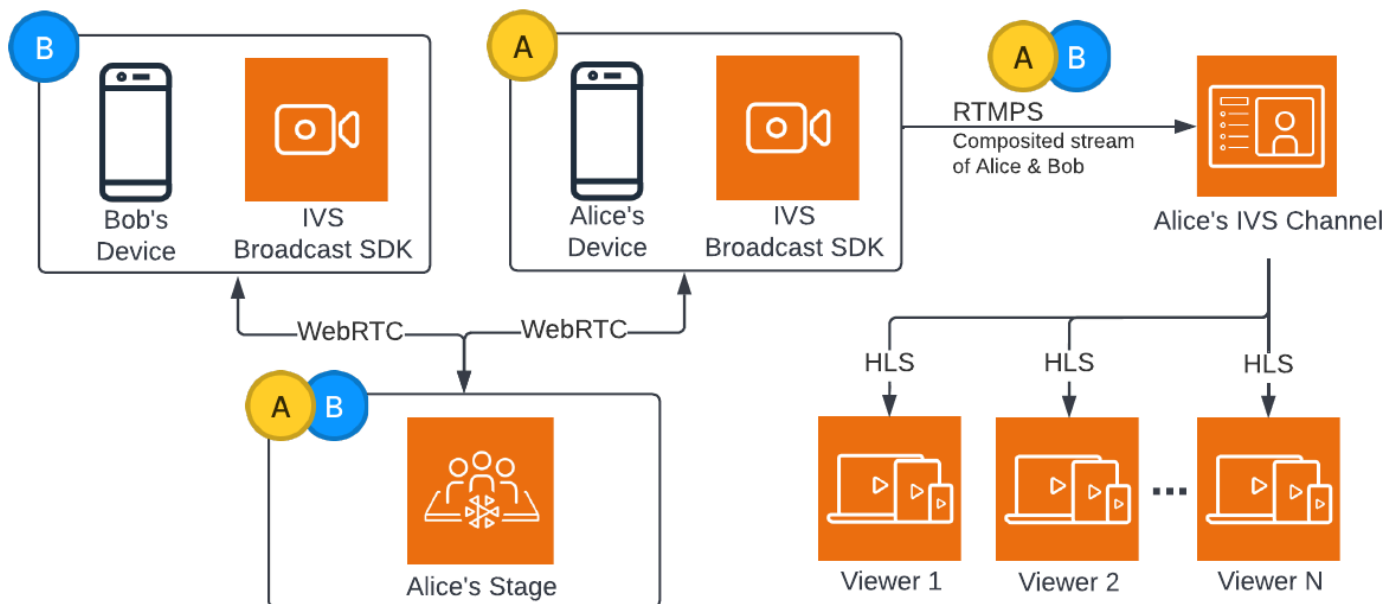 B
Bob's
Device
IVS
Broadcast SDK
A
Alice's
Device
IVS
Broadcast SDK
A
B
RTMPS
Composited stream
of Alice & Bob
Alice's IVS Channel
WebRTC
WebRTC
A
B
Alice's Stage
HLS
HLS
HLS
Viewer 1
Viewer 2
...
Viewer N